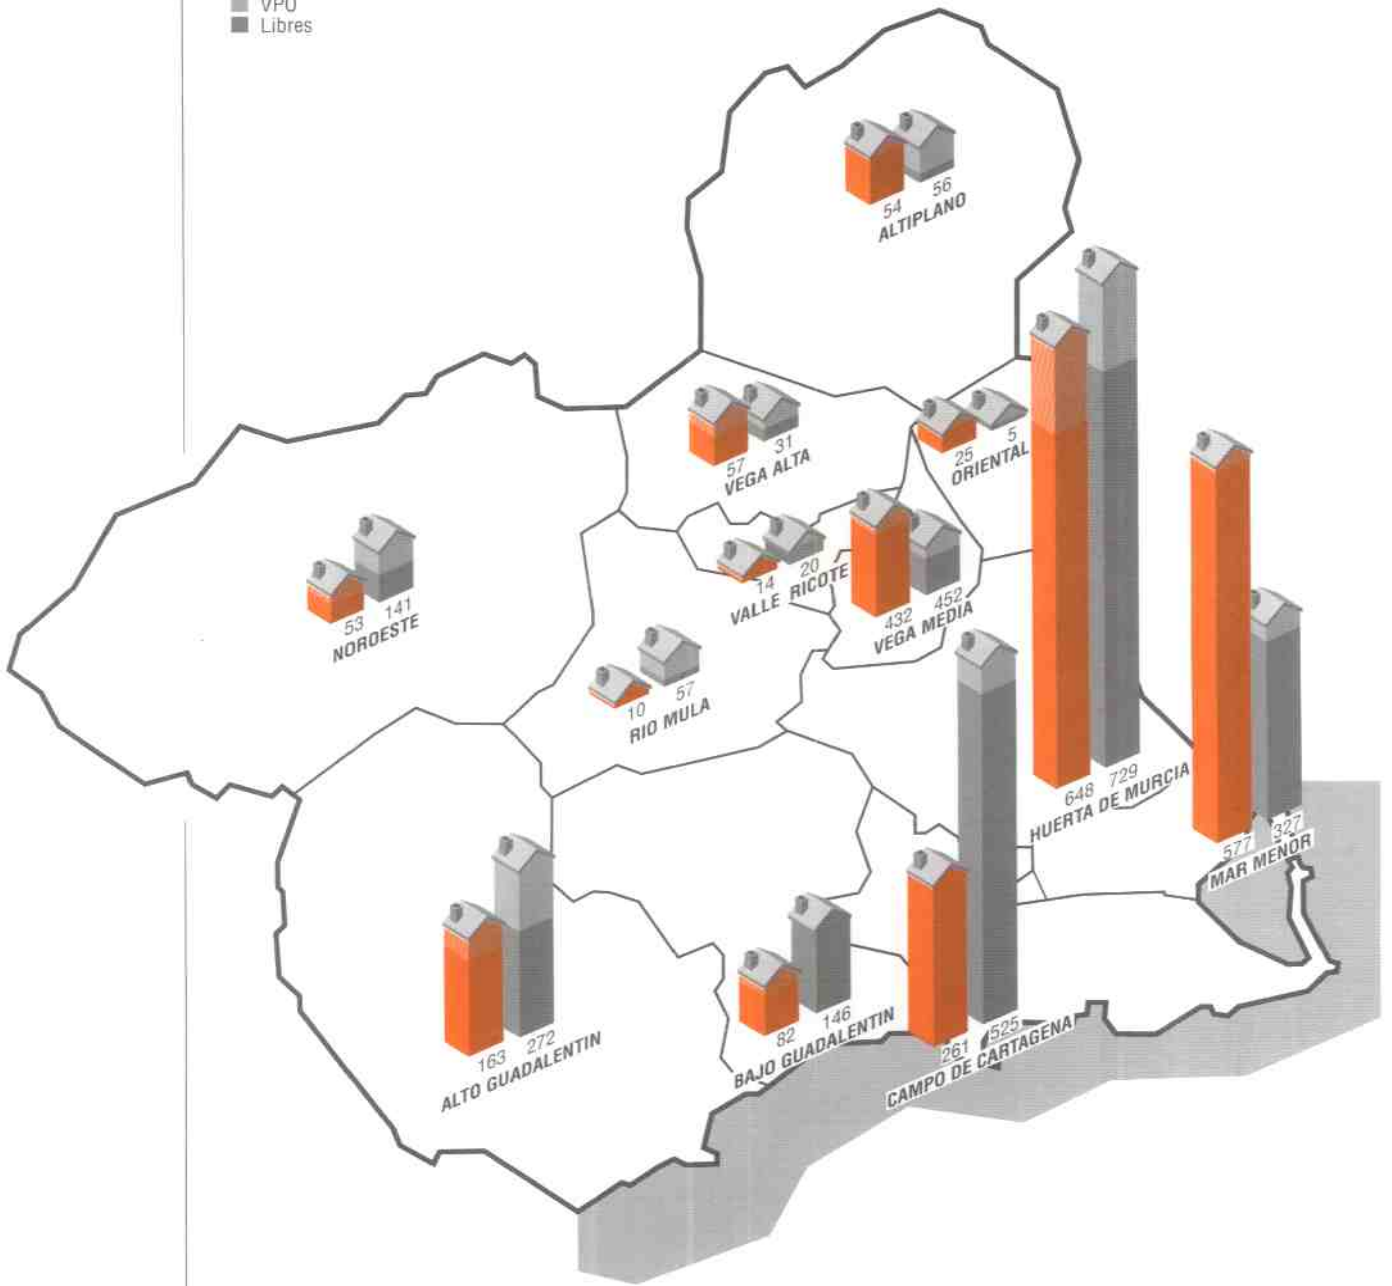 VPO
Libres
54 56
ALTIPLANO
57 31
VEGA ALTA
25 5
ORIENTAL
14 20
VALLE RICOTE
432 452
VEGA MEDIA
53 141
NOROESTE
10 57
RIO MULA
648 729
HUERTA DE MURCIA
577 327
MAR MENOR
163 272
ALTO GUADALENTIN
82 146
BAJO GUADALENTIN
261 525
CAMPO DE CARTAGENA